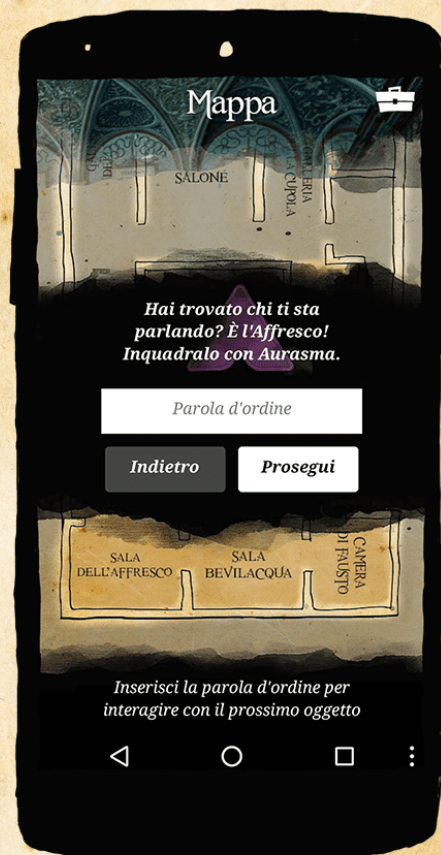 Mappa
SALONE
CUPOLA
Hai trovato chi ti sta
parlando? È l'Affresco!
Inquadralo con Aurasma.
Parola d'ordine
Indietro
Prosegui
SALA
DELL'AFFRESCO
SALA
BEVILACQUA
CAMERA
DI FAUSTO
Inserisci la parola d'ordine per
interagire con il prossimo oggetto